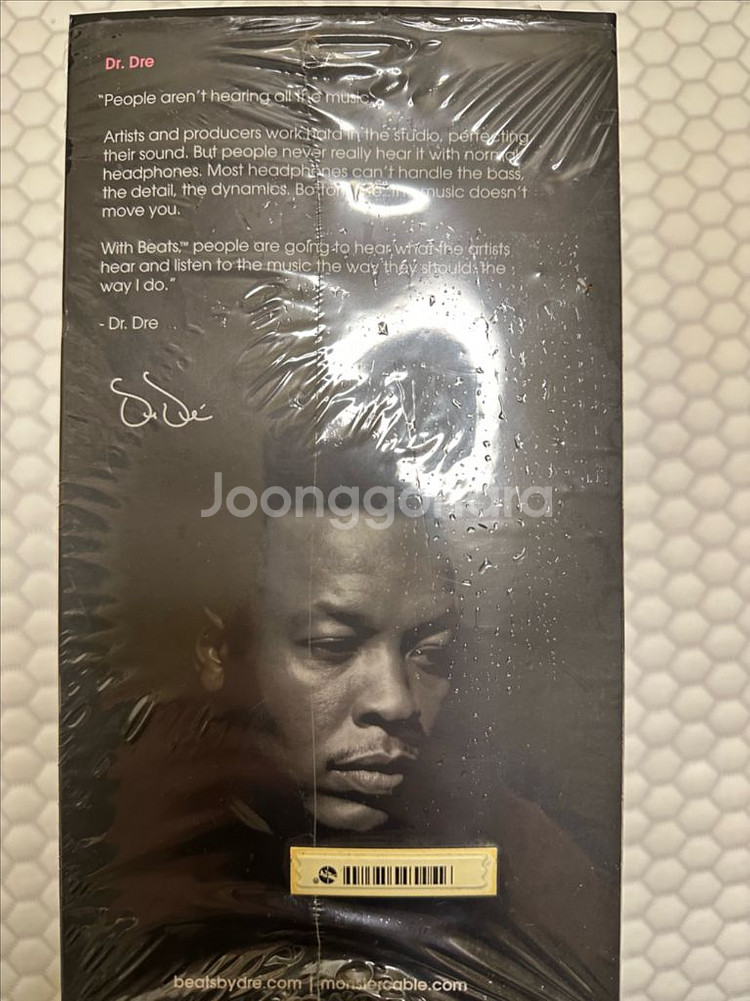 Dr. Dre
"People aren't hearing all the music.
Artists and producers work hard in the studio, perfecting
their sound. But people never really hear it with normal
headphones. Most headphones can't handle the bass,
the detail, the dynamics. Bottom line, the music doesn't
move you.
With Beats,™ people are going to hear what the artists
hear and listen to the music the way they should: the
way I do."
- Dr. Dre
Dr. Dre
Joonggonara
beatsbydre.com | monstercable.com